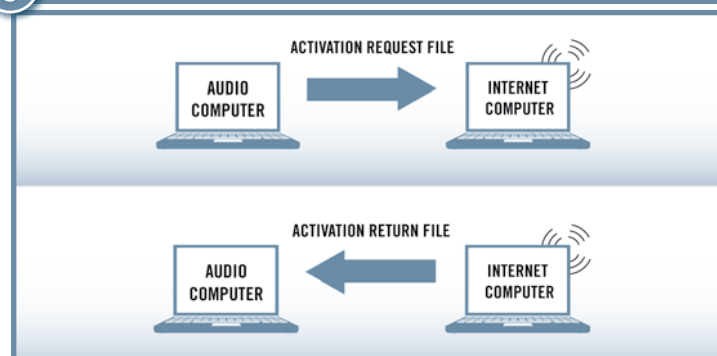 ACTIVATION REQUEST FILE
AUDIO
COMPUTER
INTERNET
COMPUTER
ACTIVATION RETURN FILE
AUDIO
COMPUTER
INTERNET
COMPUTER